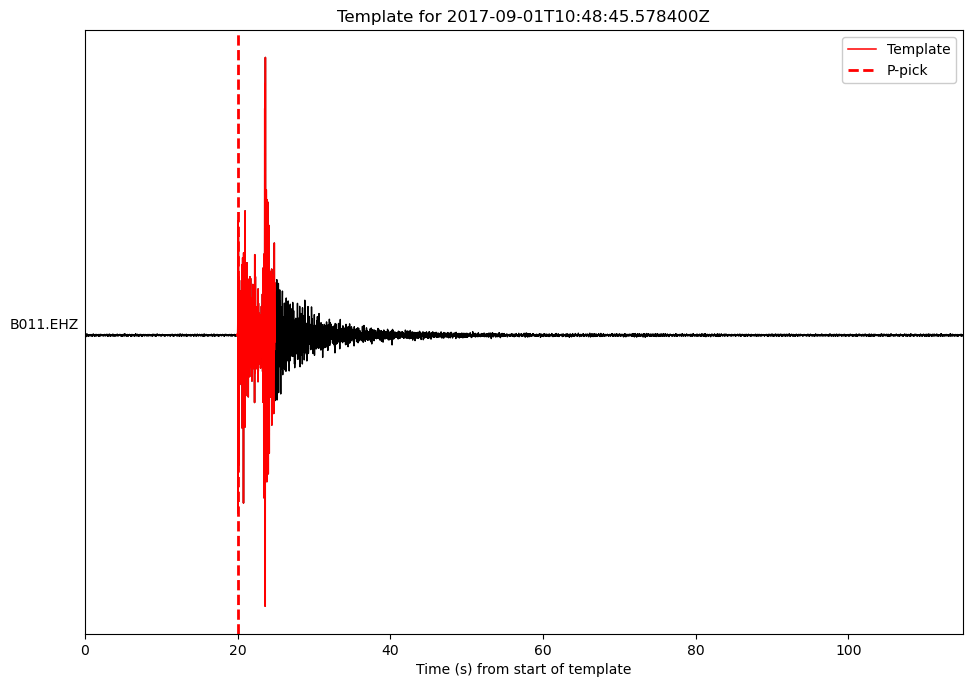 Template for 2017-09-01T10:48:45.578400Z
Template
P-pick
B011.EHZ
0 20 40 60 80 100
Time (s) from start of template